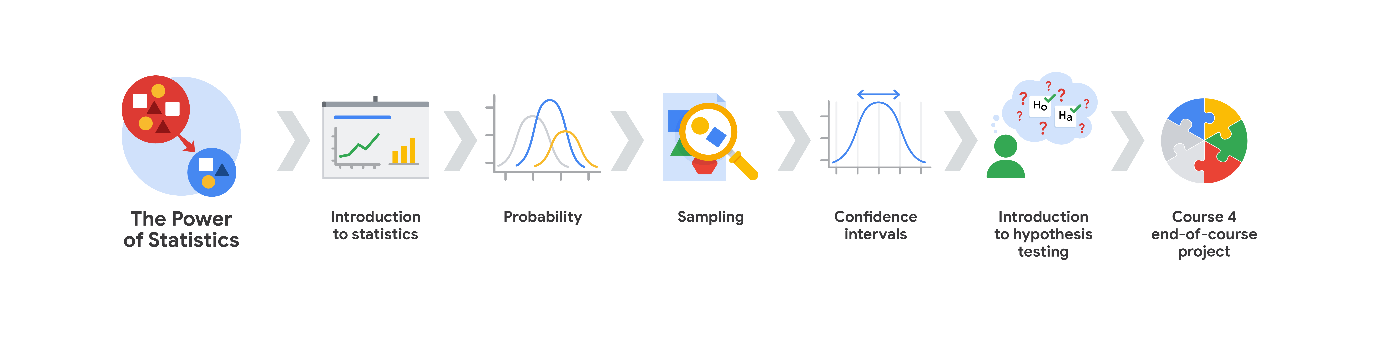 The Power
of Statistics
Introduction
to statistics
Probability
Sampling
Confidence
intervals
H₀
Hₐ
Introduction
to hypothesis
testing
Course 4
end-of-course
project